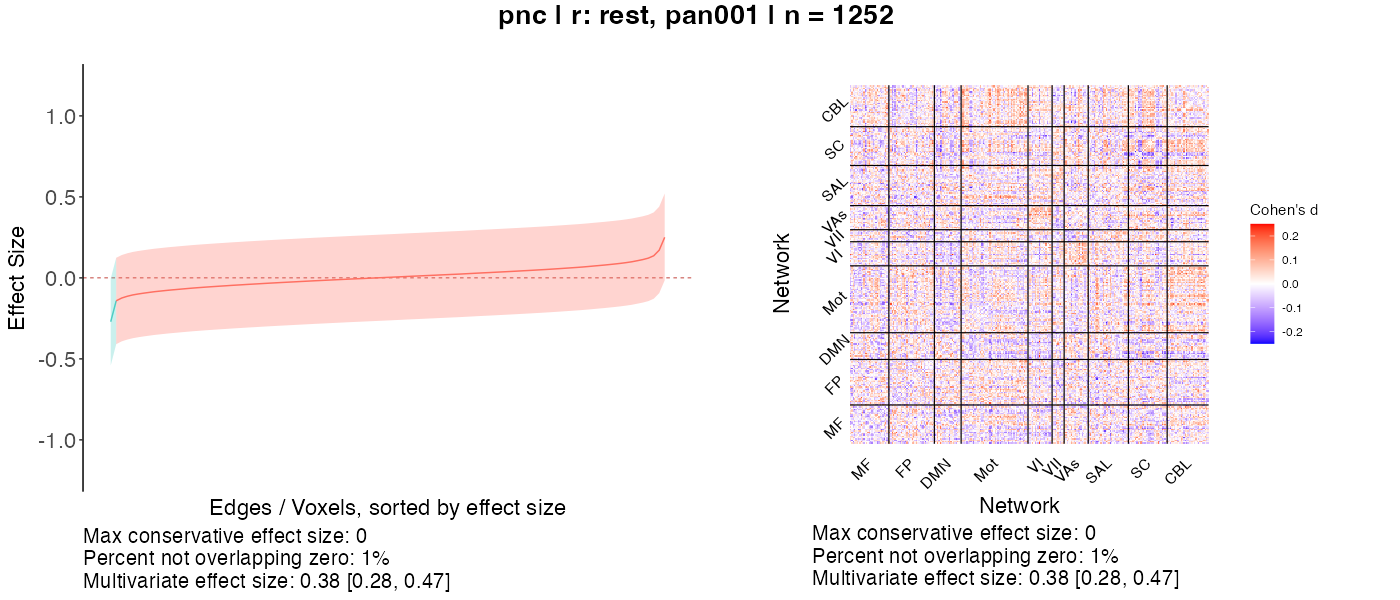 pnc | r: rest, pan001 | n = 1252
1.0
0.5
0.0
-0.5
-1.0
Effect Size
Edges / Voxels, sorted by effect size
Max conservative effect size: 0
Percent not overlapping zero: 1%
Multivariate effect size: 0.38 [0.28, 0.47]
CBL
SC
SAL
VAs
VII
VI
Mot
DMN
FP
MF
Network
MF
FP
DMN
Mot
VI
VII
VAs
SAL
SC
CBL
Network
Max conservative effect size: 0
Percent not overlapping zero: 1%
Multivariate effect size: 0.38 [0.28, 0.47]
Cohen's d
0.2
0.1
0.0
-0.1
-0.2